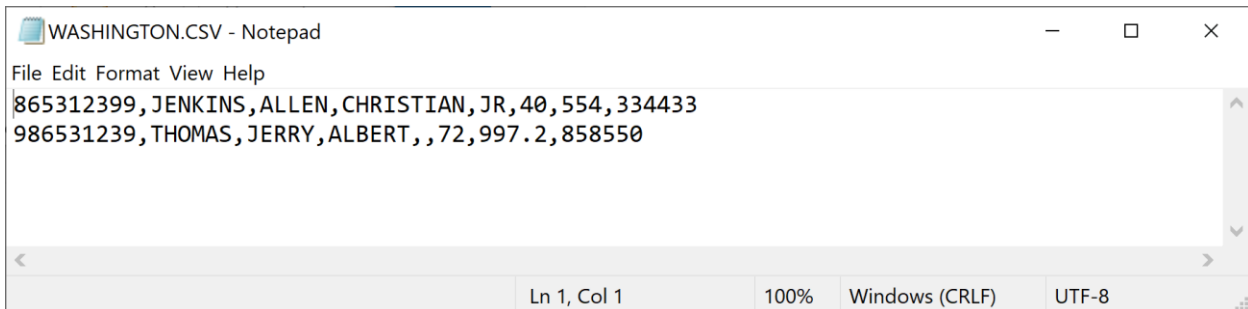 WASHINGTON.CSV - Notepad
File Edit Format View Help
865312399,JENKINS,ALLEN,CHRISTIAN,JR,40,554,334433
986531239,THOMAS,JERRY,ALBERT,,72,997.2,858550
Ln 1, Col 1 100% Windows (CRLF) UTF-8